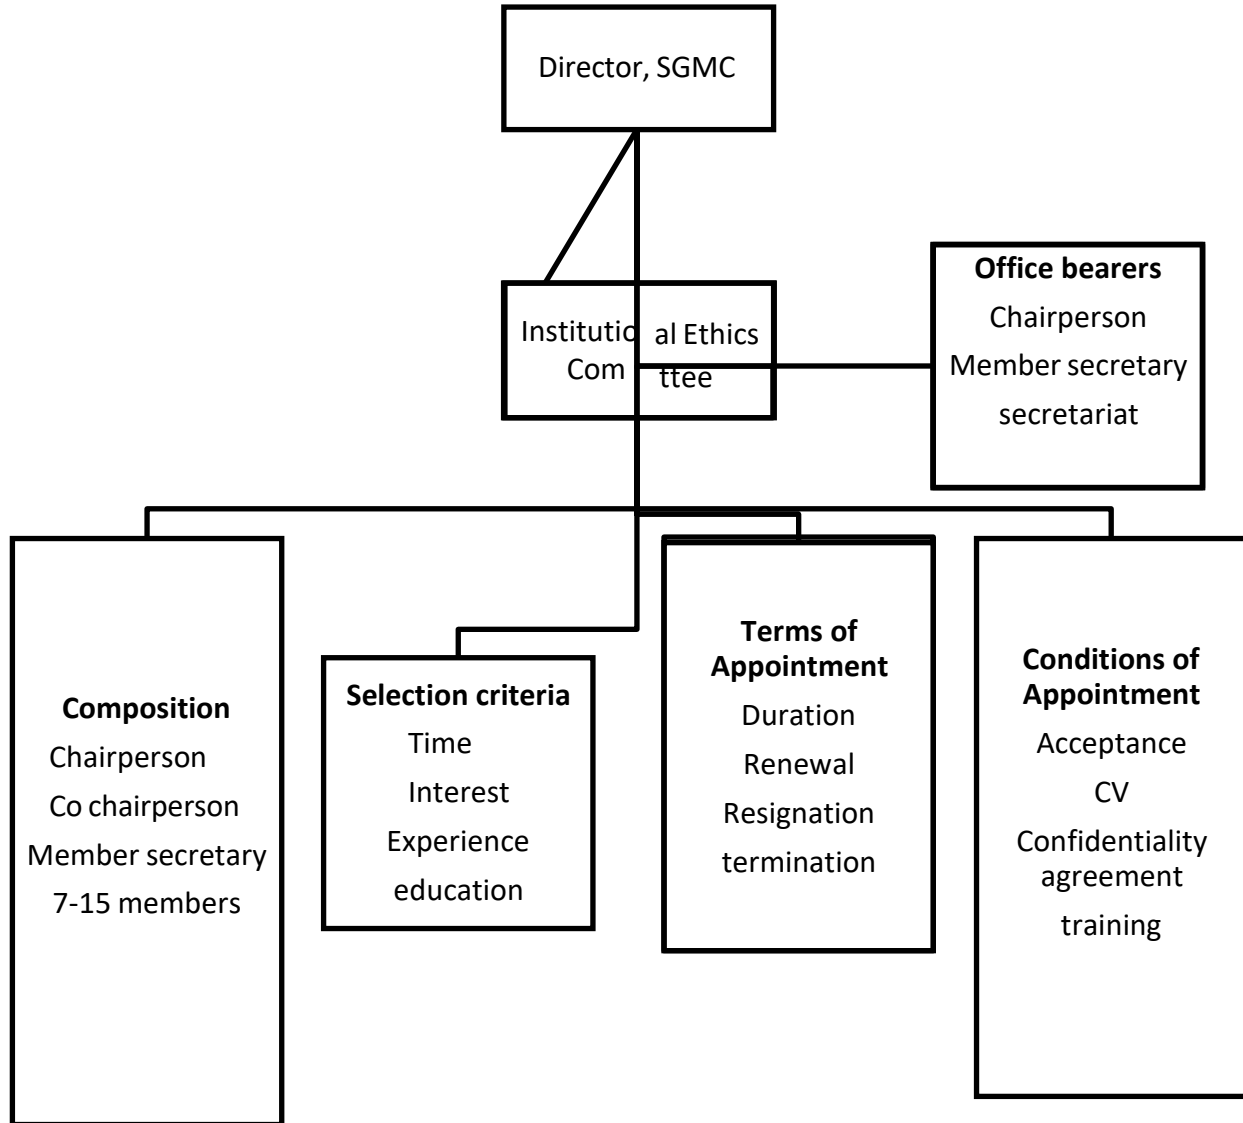 Director, SGMC
Institutio al Ethics
Com ttee
Office bearers
Chairperson
Member secretary
secretariat
Composition
Chairperson
Co chairperson
Member secretary
7-15 members
Selection criteria
Time
Interest
Experience
education
Terms of
Appointment
Duration
Renewal
Resignation
termination
Conditions of
Appointment
Acceptance
CV
Confidentiality
agreement
training